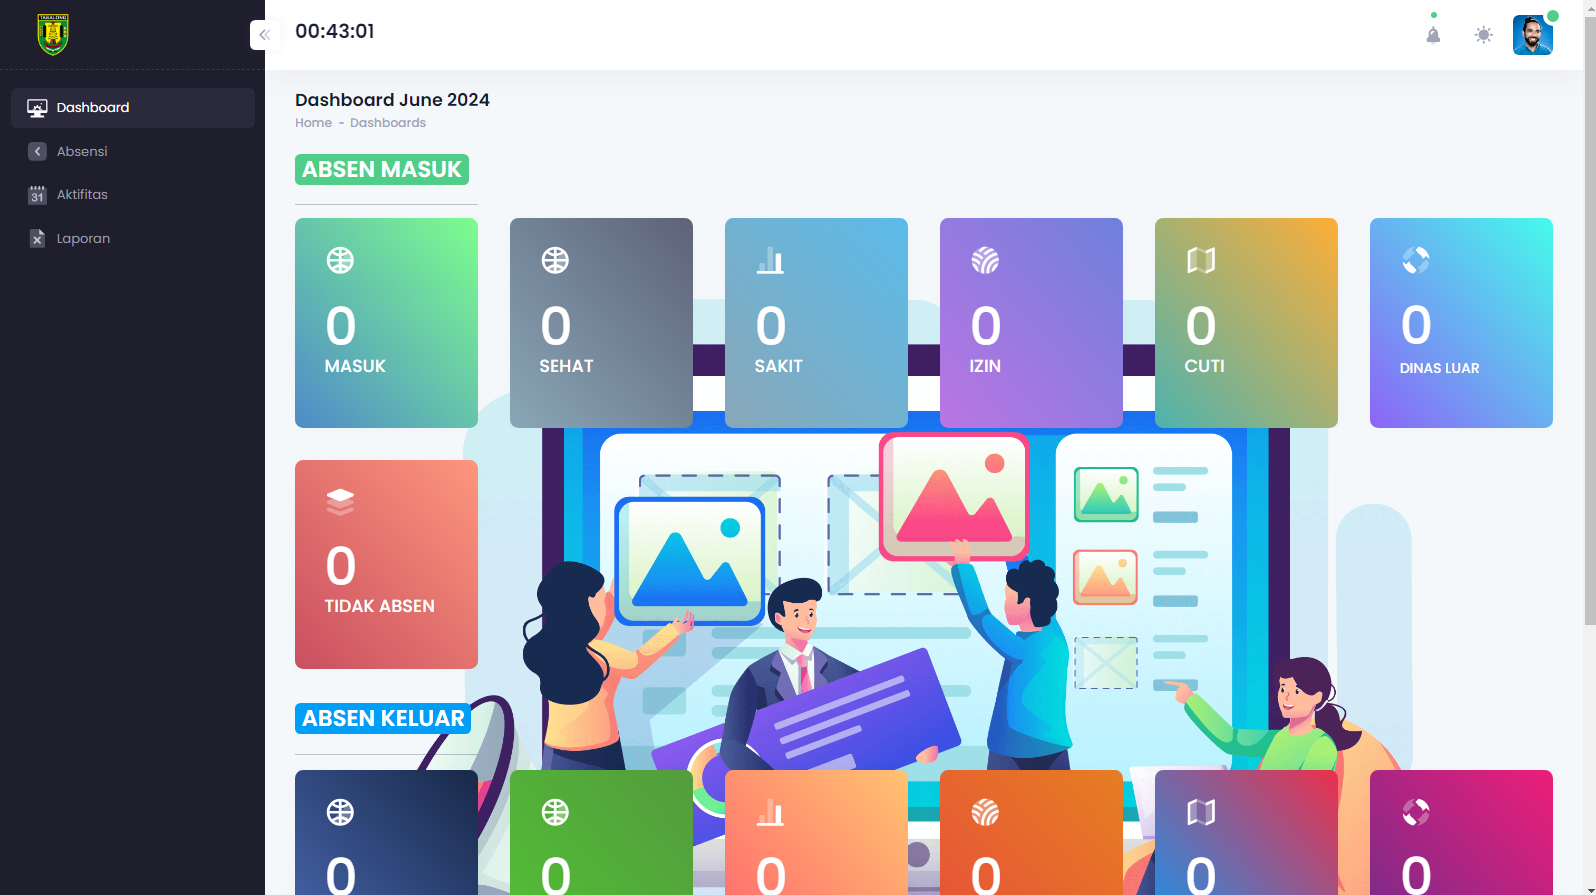 TABALONG
00:43:01
Dashboard
Absensi
31
Aktifitas
Laporan
Dashboard June 2024
Home - Dashboards
ABSEN MASUK
0
MASUK
0
SEHAT
0
SAKIT
0
IZIN
0
CUTI
0
DINAS LUAR
0
TIDAK ABSEN
ABSEN KELUAR
0
0
0
0
0
0